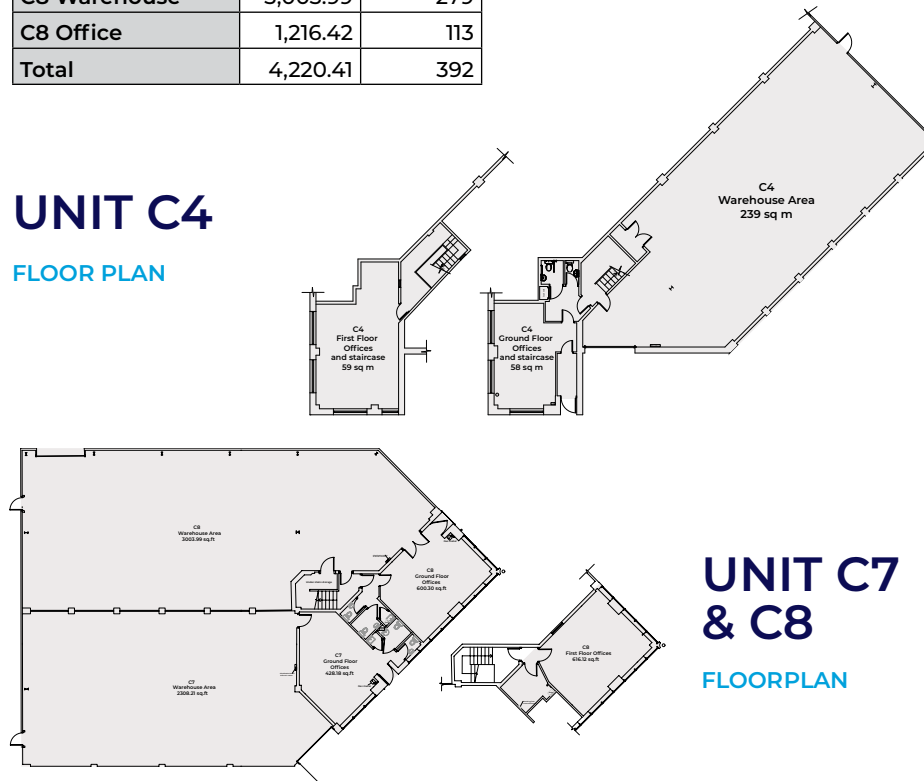 C8 Office 1,216.42 113
Total 4,220.41 392
UNIT C4
FLOOR PLAN
C4
Warehouse Area
239 sq m
C4
First Floor
Offices
and staircase
59 sq m
C4
Ground Floor
Offices
and staircase
58 sq m
C8
Warehouse Area
3003.99 sq.ft
C8
Ground Floor
Offices
600.30 sq.ft
C7
Ground Floor
Offices
428.18 sq.ft
C7
Warehouse Area
2308.21 sq.ft
C8
First Floor Offices
616.12 sq.ft
UNIT C7
& C8
FLOORPLAN